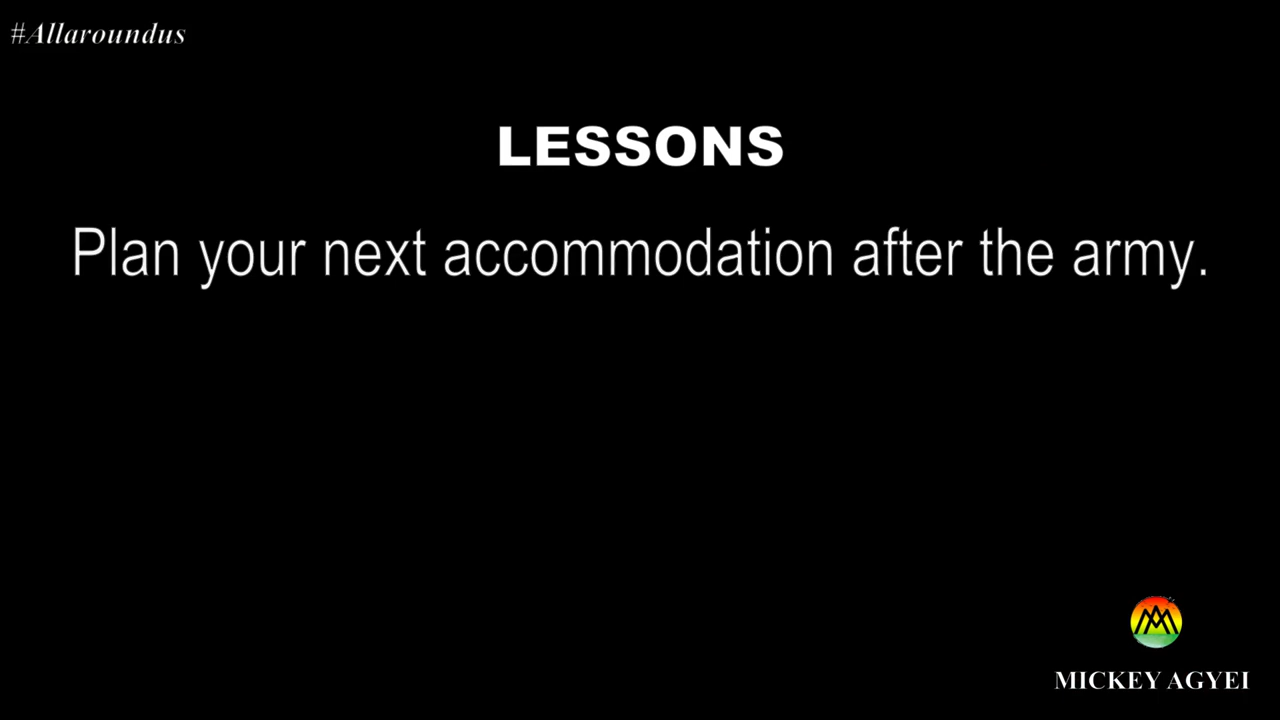 #Allaroundus
LESSONS
Plan your next accommodation after the army.
MICKEY AGYEI